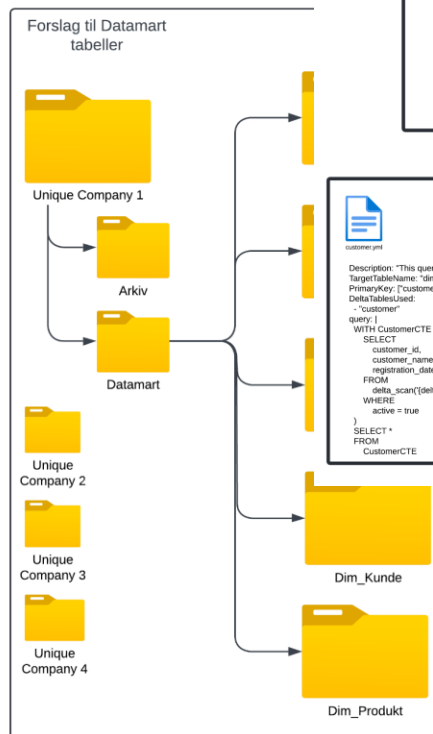 Forslag til Datamart
tabeller
Unique Company 1
Arkiv
Datamart
Unique
Company 2
Unique
Company 3
Unique
Company 4
customer.yml
Description: "This quer
TargetTableName: "dir
PrimaryKey: ["custome
DeltaTablesUsed:
- "customer"
query: |
WITH CustomerCTE
SELECT
customer_id,
customer_name
registration_date
FROM
delta_scan('{delt
WHERE
active = true
)
SELECT *
FROM
CustomerCTE
Dim_Kunde
Dim_Produkt